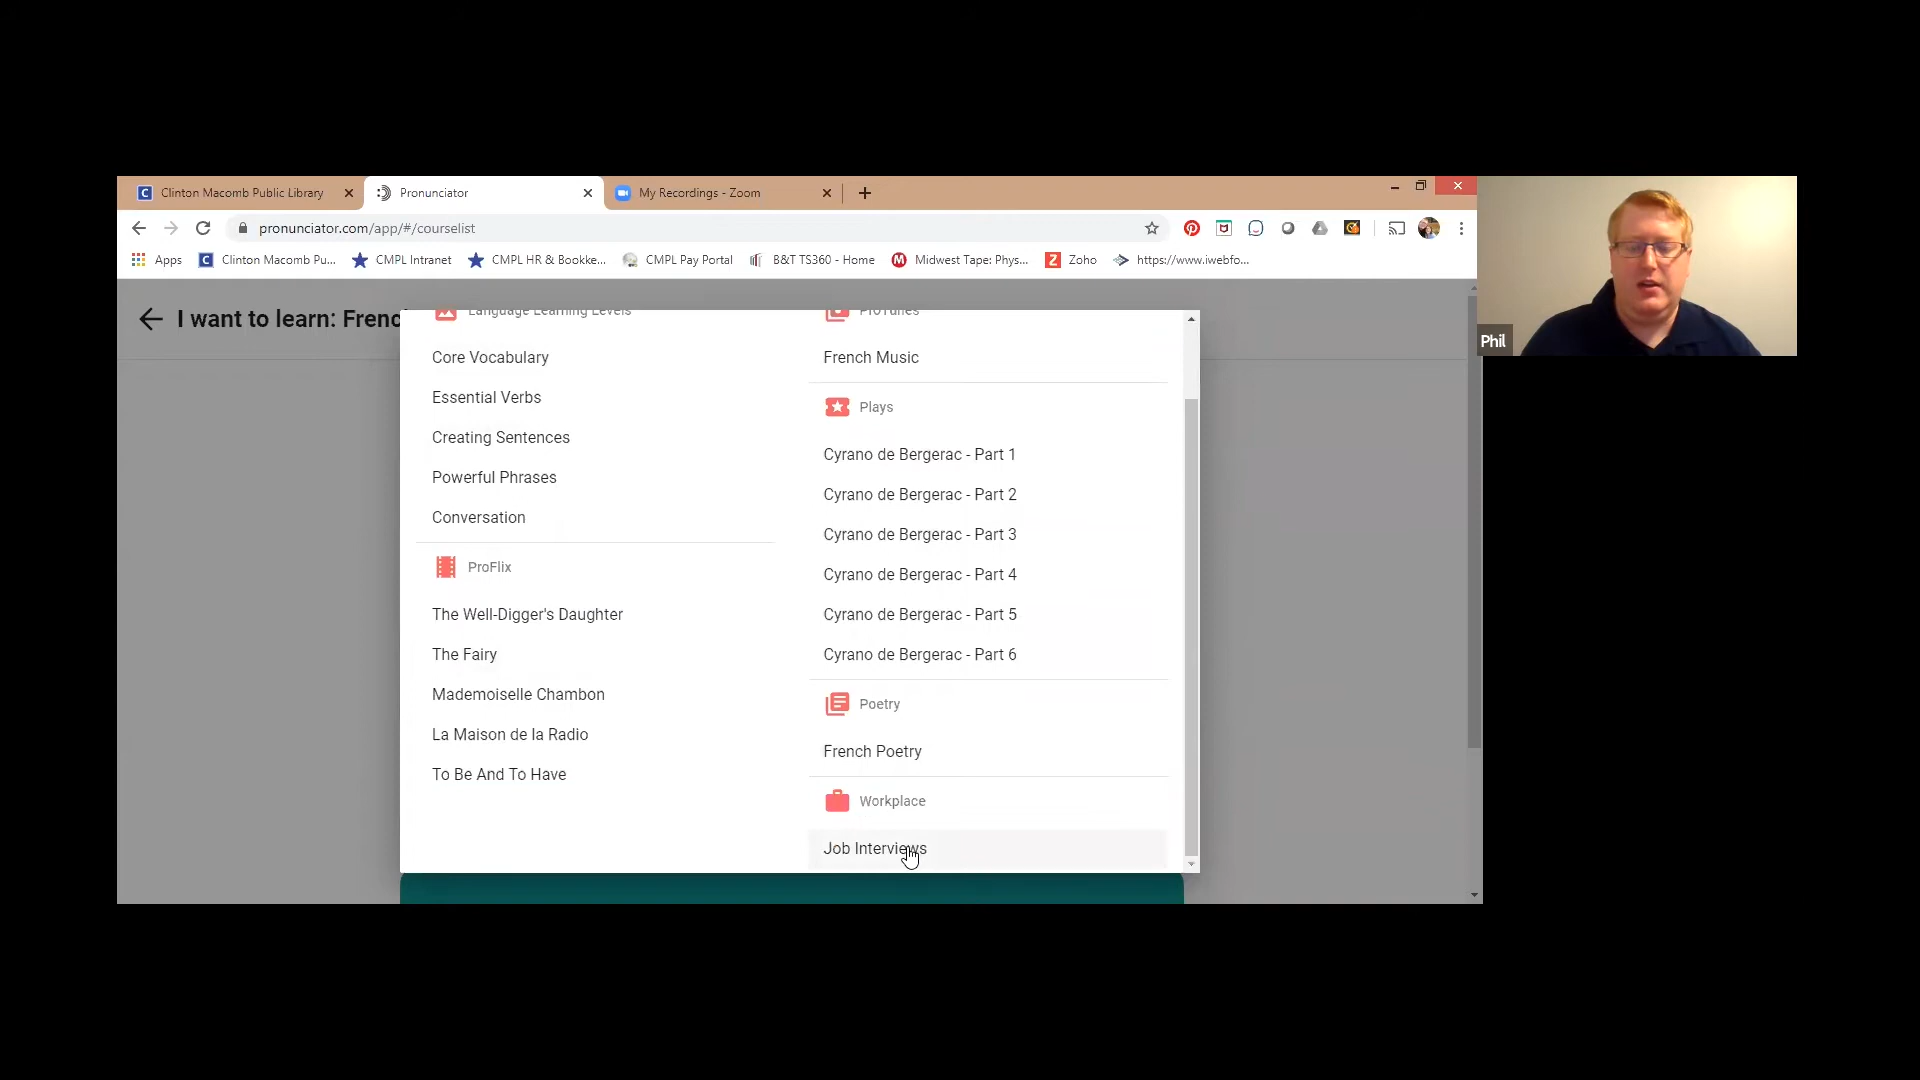 Clinton Macomb Public Library
Pronunciator
My Recordings - Zoom
pronunciator.com/app/#/courselist
Apps
Clinton Macomb Pu...
CMPL Intranet
CMPL HR & Bookke...
CMPL Pay Portal
B&T TS360 - Home
Midwest Tape: Phys...
Zoho
https://www.iwebfo...
I want to learn: Frenc
Language Learning Levels
Core Vocabulary
Essential Verbs
Creating Sentences
Powerful Phrases
Conversation
ProFlix
The Well-Digger's Daughter
The Fairy
Mademoiselle Chambon
La Maison de la Radio
To Be And To Have
ProTunes
French Music
Plays
Cyrano de Bergerac - Part 1
Cyrano de Bergerac - Part 2
Cyrano de Bergerac - Part 3
Cyrano de Bergerac - Part 4
Cyrano de Bergerac - Part 5
Cyrano de Bergerac - Part 6
Poetry
French Poetry
Workplace
Job Interviews
Phil